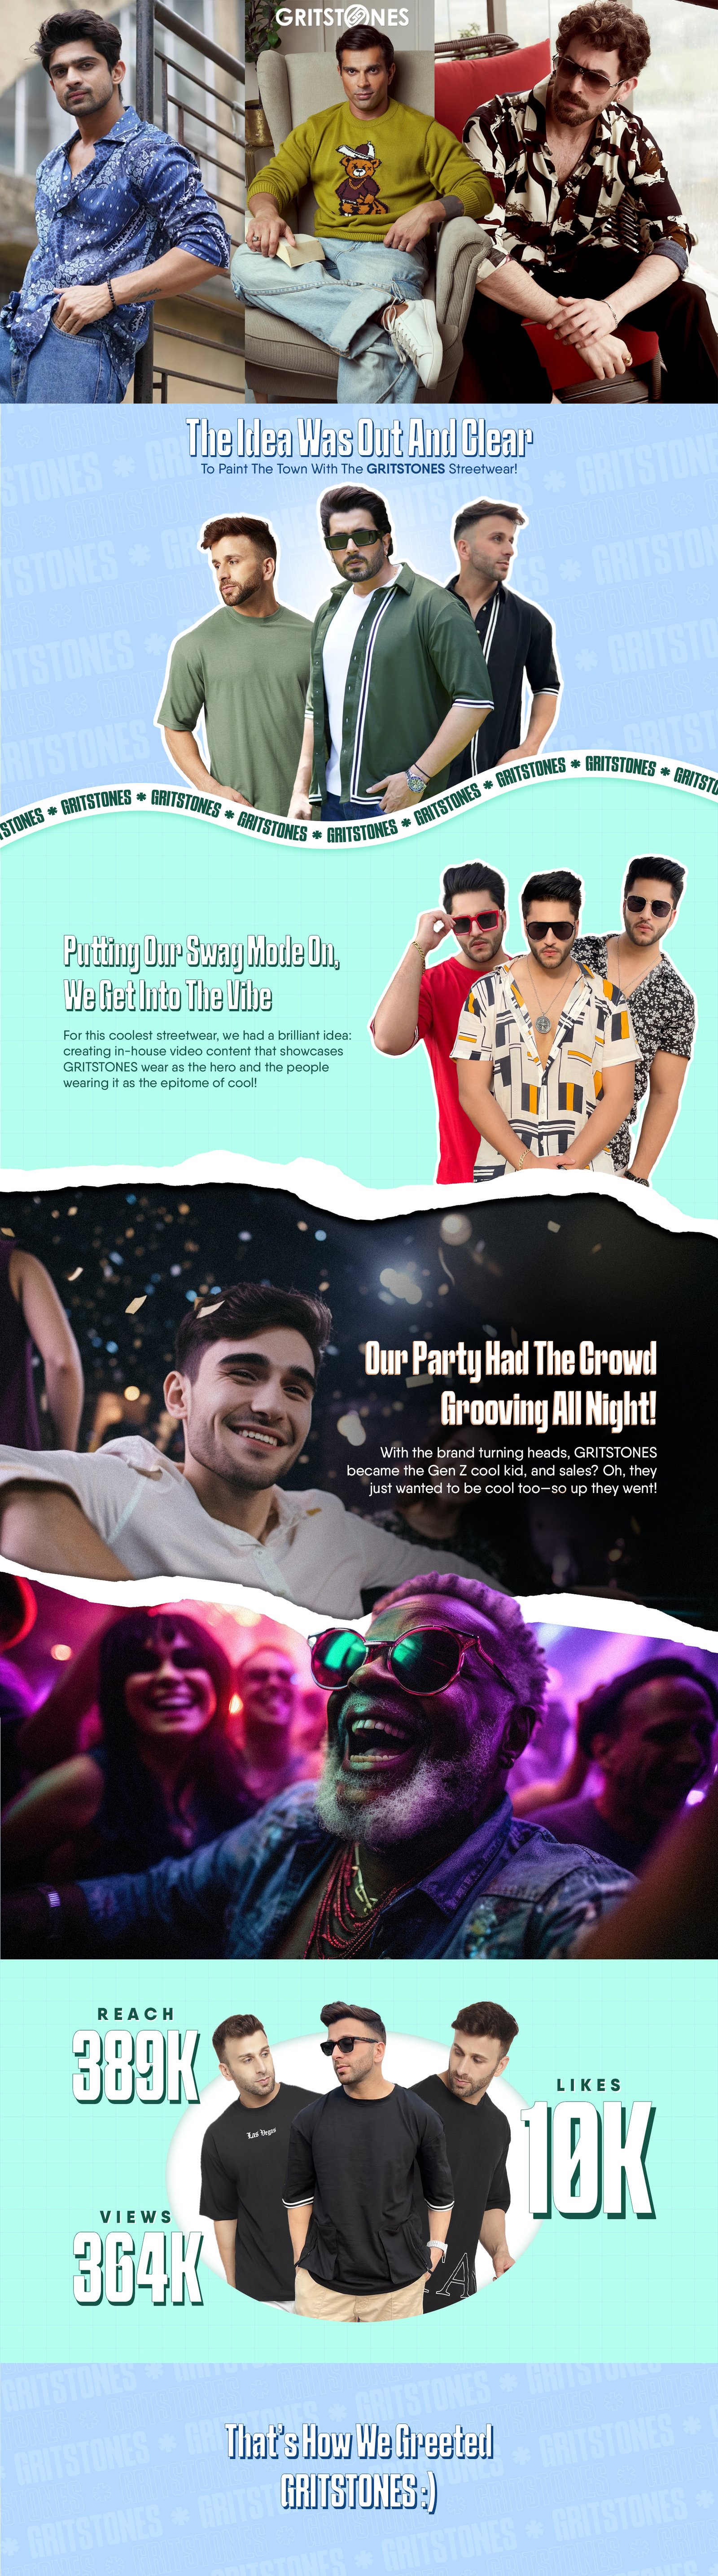 GRITSTONES
The Idea Was Out And Clear
To Paint The Town With The GRITSTONES Streetwear!
STONES * GRITSTONES * GRITSTONES * GRITSTONES * GRITSTONES * GRITSTONES * GRITSTONES * GRITSTONES * GRITSTO
Putting Our Swag Mode On,
We Get Into The Vibe
For this coolest streetwear, we had a brilliant idea:
creating in-house video content that showcases
GRITSTONES wear as the hero and the people
wearing it as the epitome of cool!
Our Party Had The Crowd
Grooving All Night!
With the brand turning heads, GRITSTONES
became the Gen Z cool kid, and sales? Oh, they
just wanted to be cool too—so up they went!
REACH
389K
LIKES
10K
Las Vegas
VIEWS
364K
That's How We Greeted
GRITSTONES :)